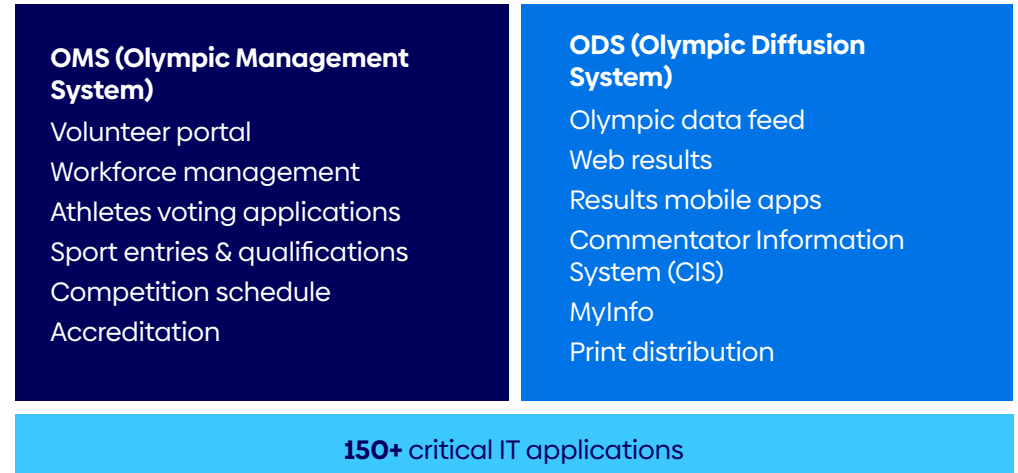 OMS (Olympic Management
System)
Volunteer portal
Workforce management
Athletes voting applications
Sport entries & qualifications
Competition schedule
Accreditation
ODS (Olympic Diffusion
System)
Olympic data feed
Web results
Results mobile apps
Commentator Information
System (CIS)
MyInfo
Print distribution
150+ critical IT applications